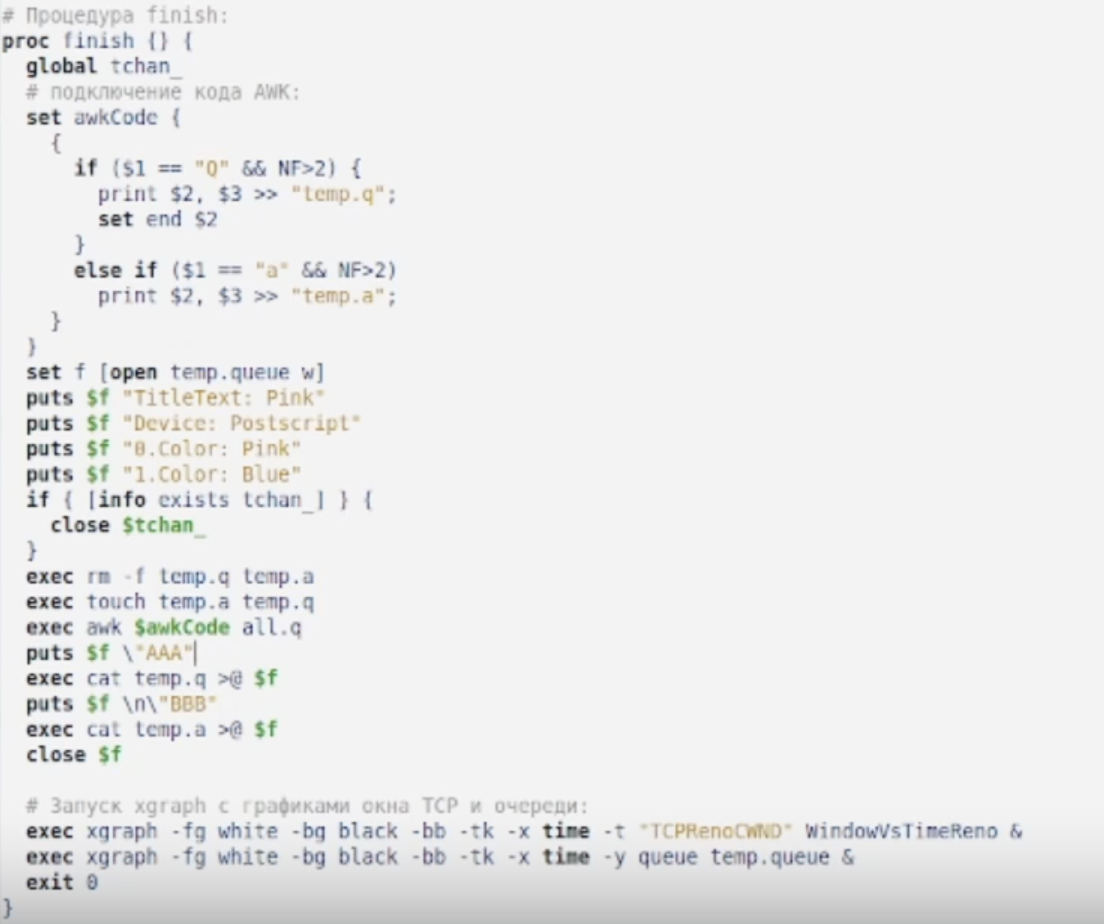 # Процедура finish:
proc finish {} {
  global tchan_
  # подключение кода AWK:
  set awkCode {
    {
      if ($1 == "Q" && NF>2) {
        print $2, $3 >> "temp.q";
        set end $2
      }
      else if ($1 == "a" && NF>2)
        print $2, $3 >> "temp.a";
    }
  }
  set f [open temp.queue w]
  puts $f "TitleText: Pink"
  puts $f "Device: Postscript"
  puts $f "0.Color: Pink"
  puts $f "1.Color: Blue"
  if { [info exists tchan_] } {
    close $tchan_
  }
  exec rm -f temp.q temp.a
  exec touch temp.a temp.q
  exec awk $awkCode all.q
  puts $f \"AAA"
  exec cat temp.q >@ $f
  puts $f \n\"BBB"
  exec cat temp.a >@ $f
  close $f

  # Запуск xgraph с графиками окна TCP и очереди:
  exec xgraph -fg white -bg black -bb -tk -x time -t "TCPRenoCWND" WindowVsTimeReno &
  exec xgraph -fg white -bg black -bb -tk -x time -y queue temp.queue &
  exit 0
}